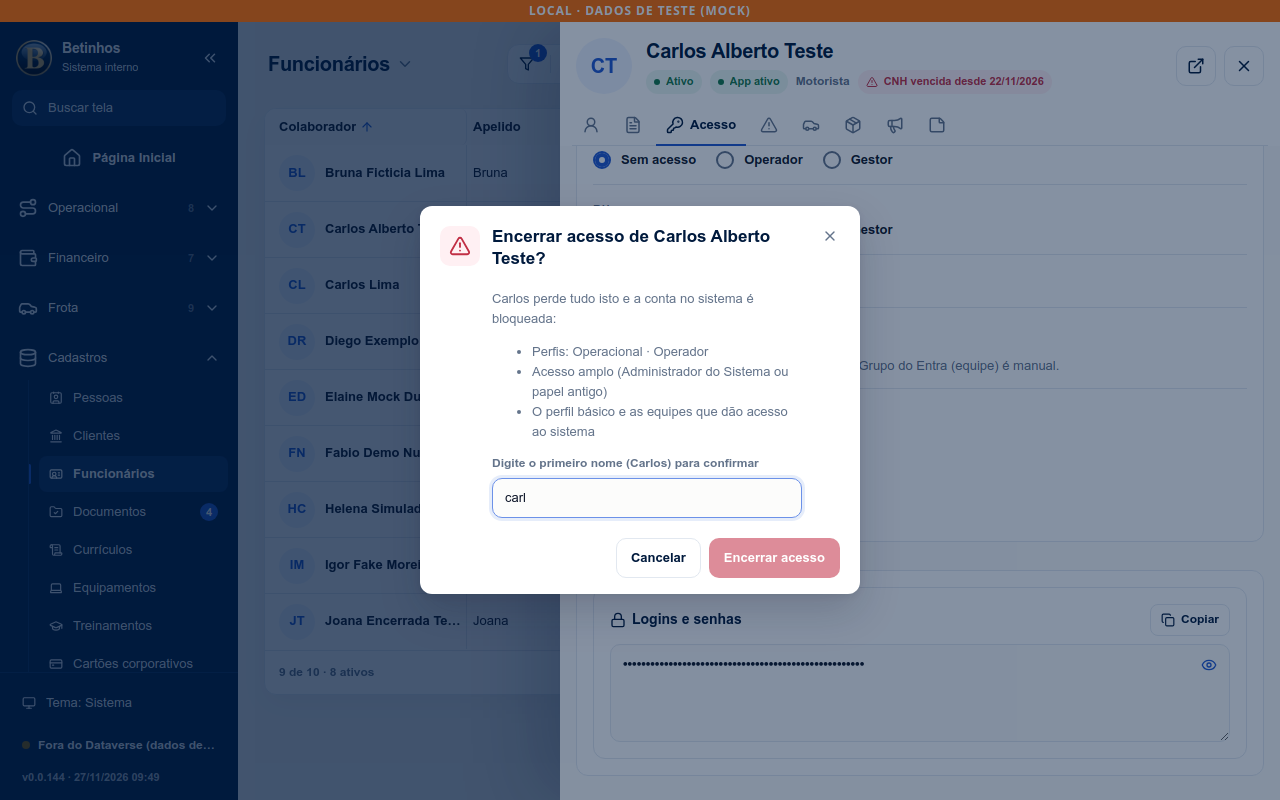 LOCAL · DADOS DE TESTE (MOCK)
Betinhos
Sistema interno
Buscar tela
Página Inicial
Operacional 8
Financeiro 7
Frota 9
Cadastros
Pessoas
Clientes
Funcionários
Documentos 4
Currículos
Equipamentos
Treinamentos
Cartões corporativos
Tema: Sistema
Fora do Dataverse (dados de...
v0.0.144 · 27/11/2026 09:49
Funcionários
1
Colaborador Apelido
BL Bruna Ficticia Lima Bruna
CT Carlos Alberto
CL Carlos Lima
DR Diego Exemplo
ED Elaine Mock Du
FN Fabio Demo Nu
HC Helena Simulad
IM Igor Fake Morei
JT Joana Encerrada Te... Joana
9 de 10 · 8 ativos
CT
Carlos Alberto Teste
Ativo App ativo Motorista CNH vencida desde 22/11/2026
Acesso
Sem acesso Operador Gestor
estor
Grupo do Entra (equipe) é manual.
Logins e senhas
Copiar
••••••••••••••••••••••••••••••••••••••••••••••••••••
Encerrar acesso de Carlos Alberto
Teste?
Carlos perde tudo isto e a conta no sistema é
bloqueada:
• Perfis: Operacional · Operador
• Acesso amplo (Administrador do Sistema ou
papel antigo)
• O perfil básico e as equipes que dão acesso
ao sistema
Digite o primeiro nome (Carlos) para confirmar
carl
Cancelar
Encerrar acesso